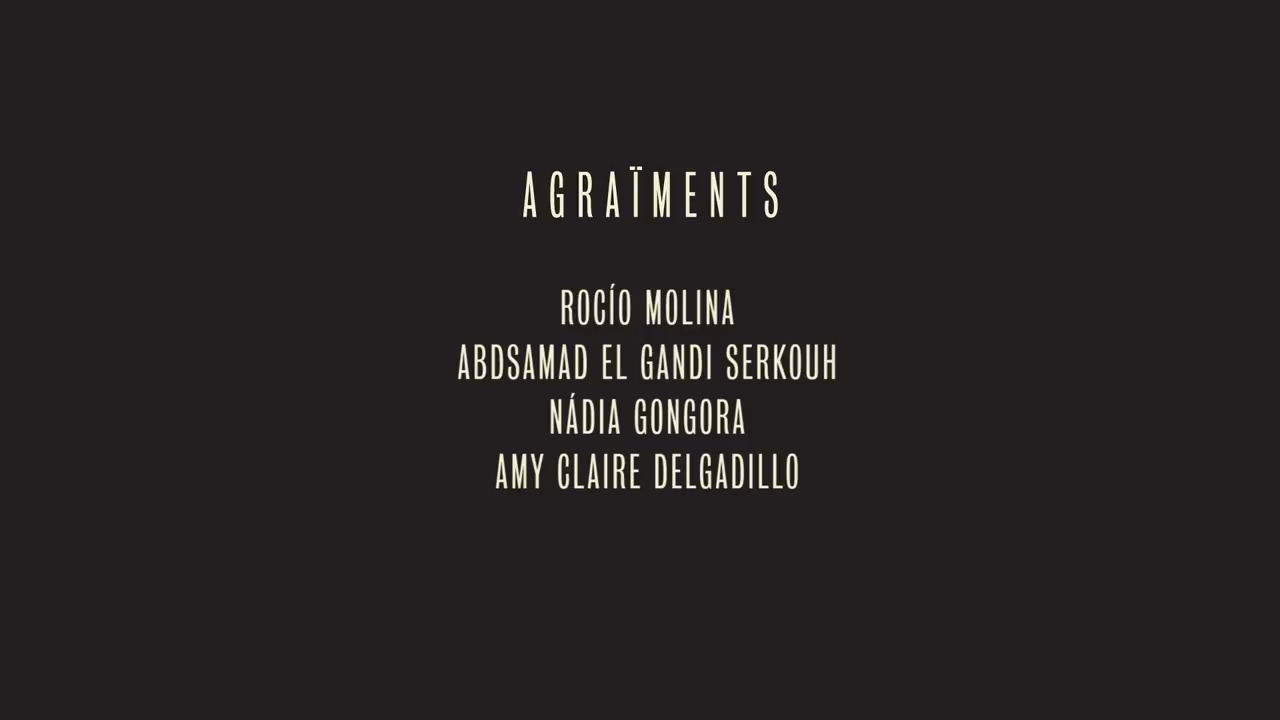 AGRAÏMENTS
ROCÍO MOLINA
ABDSAMAD EL GANDI SERKOUH
NÁDIA GONGORA
AMY CLAIRE DELGADILLO